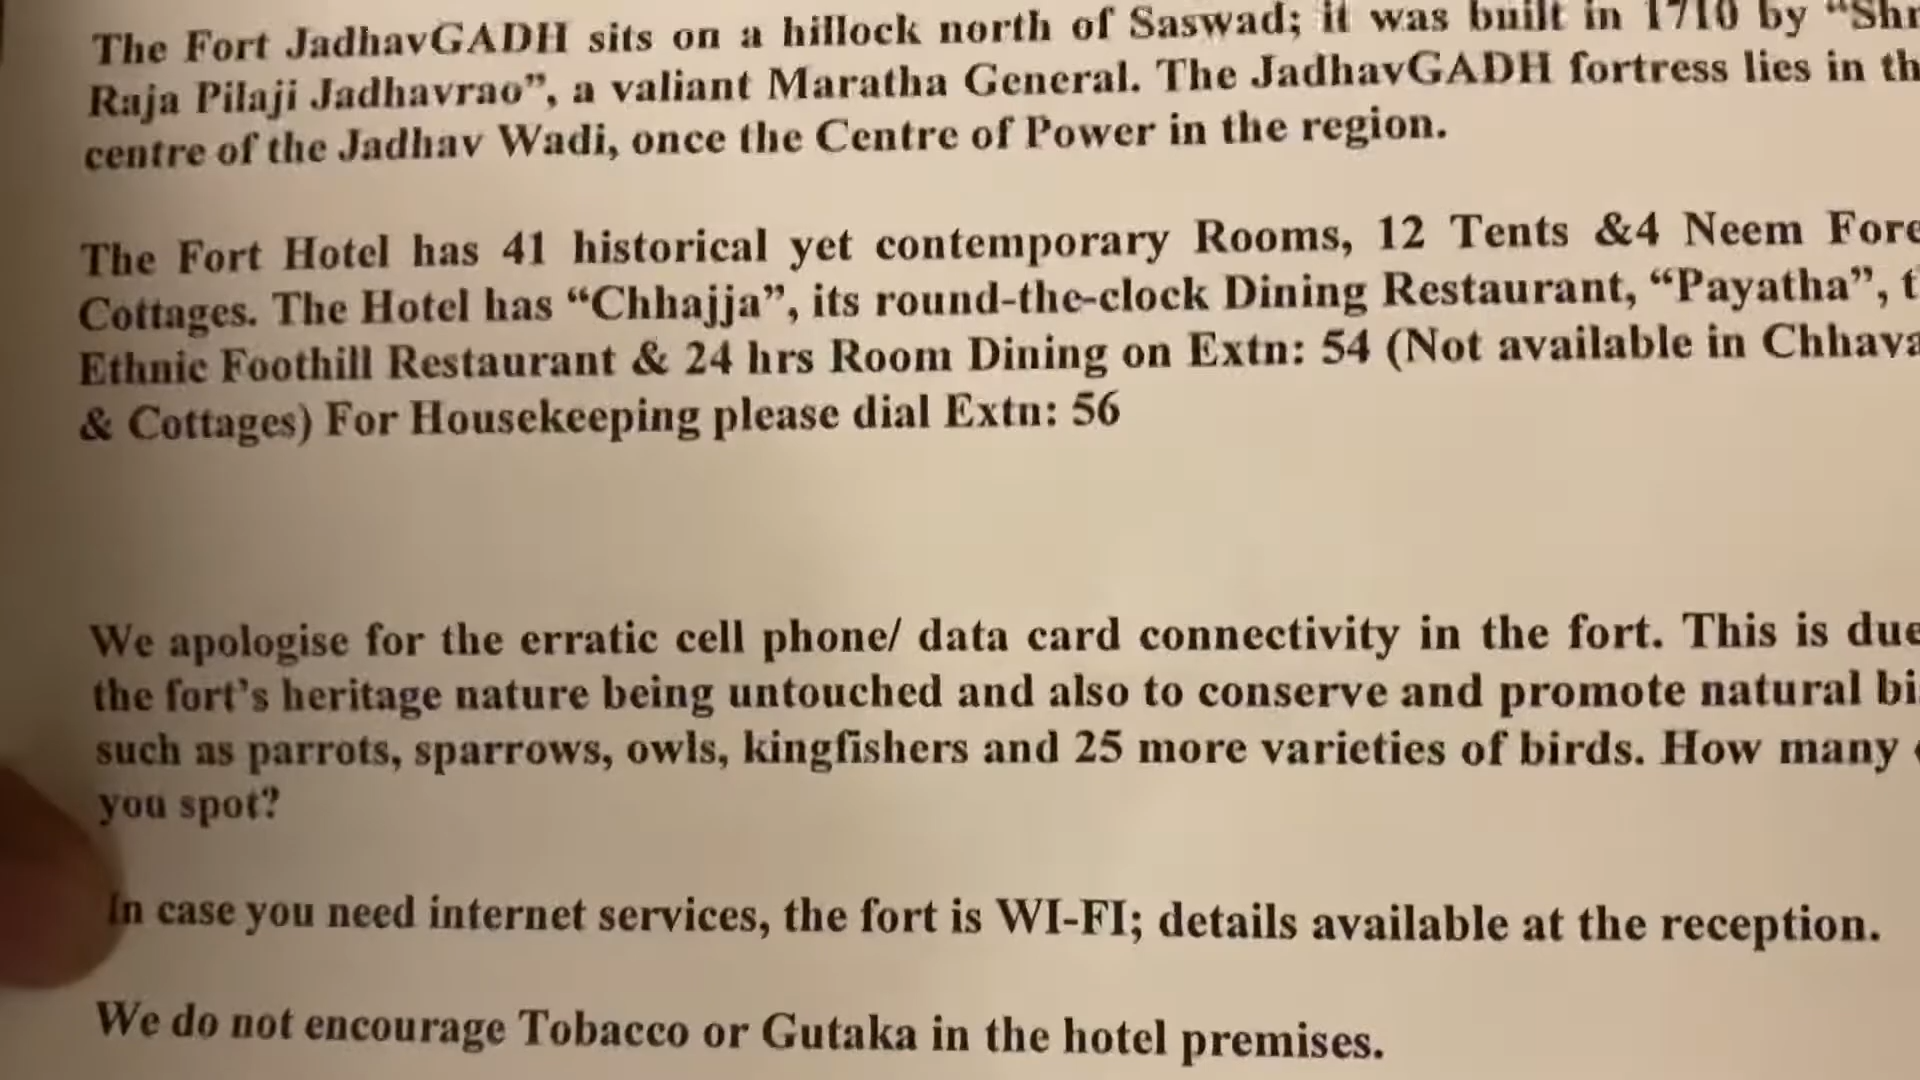 The Fort JadhavGADH sits on a hillock north of Saswad; it was built in 1710 by “Shr
Raja Pilaji Jadhavrao”, a valiant Maratha General. The JadhavGADH fortress lies in th
centre of the Jadhav Wadi, once the Centre of Power in the region.
The Fort Hotel has 41 historical yet contemporary Rooms, 12 Tents &4 Neem Fore
Cottages. The Hotel has “Chhajja”, its round-the-clock Dining Restaurant, “Payatha”, t
Ethnic Foothill Restaurant & 24 hrs Room Dining on Extn: 54 (Not available in Chhava
& Cottages) For Housekeeping please dial Extn: 56
We apologise for the erratic cell phone/ data card connectivity in the fort. This is due
the fort’s heritage nature being untouched and also to conserve and promote natural bi
such as parrots, sparrows, owls, kingfishers and 25 more varieties of birds. How many
you spot?
In case you need internet services, the fort is WI-FI; details available at the reception.
We do not encourage Tobacco or Gutaka in the hotel premises.